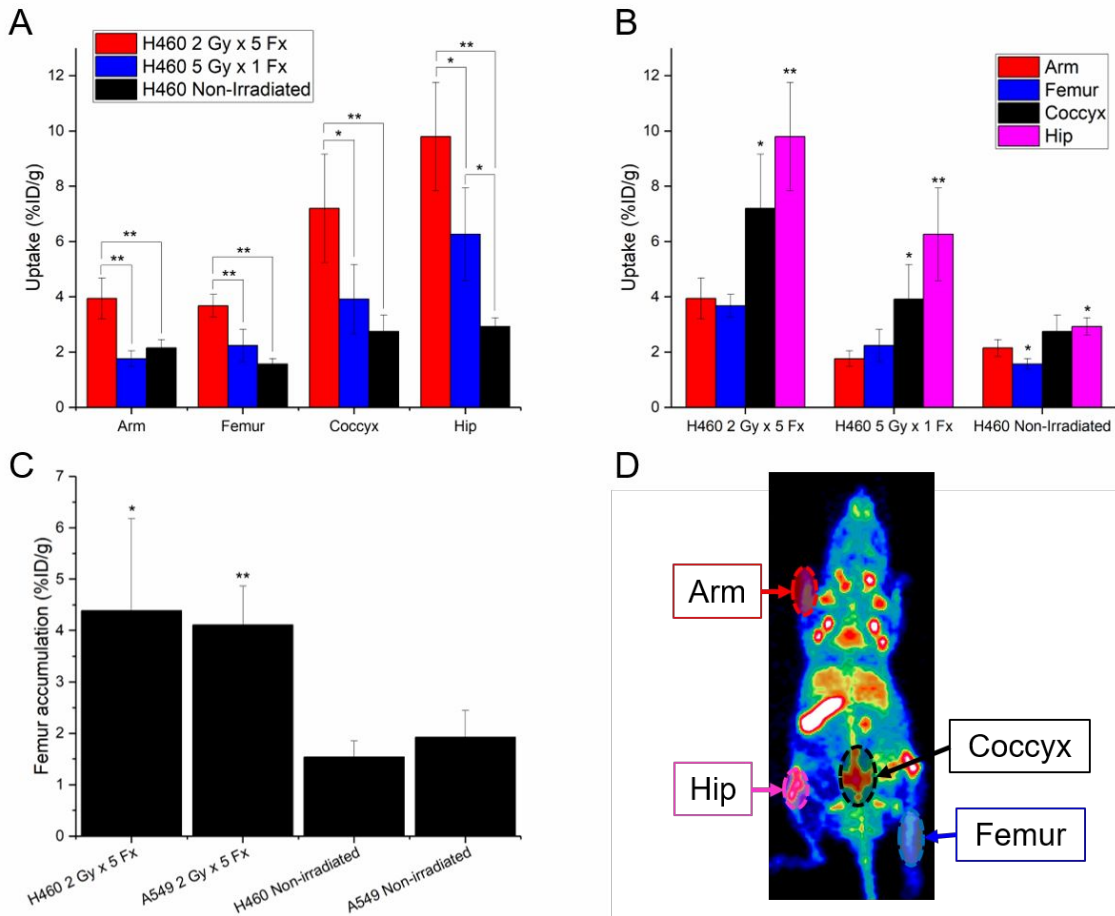 A
H460 2 Gy x 5 Fx
H460 5 Gy x 1 Fx
H460 Non-Irradiated
Uptake (%ID/g)
12
10
8
6
4
2
0
**
*
**
*
*
**
**
**
**
Arm Femur Coccyx Hip
B
Arm
Femur
Coccyx
Hip
Uptake (%ID/g)
12
10
8
6
4
2
0
*
**
*
**
*
*
H460 2 Gy x 5 Fx H460 5 Gy x 1 Fx H460 Non-Irradiated
C
Femur accumulation (%ID/g)
7
6
5
4
3
2
1
0
*
**
H460 2 Gy x 5 Fx
A549 2 Gy x 5 Fx
H460 Non-irradiated
A549 Non-irradiated
D
Arm
Coccyx
Hip
Femur